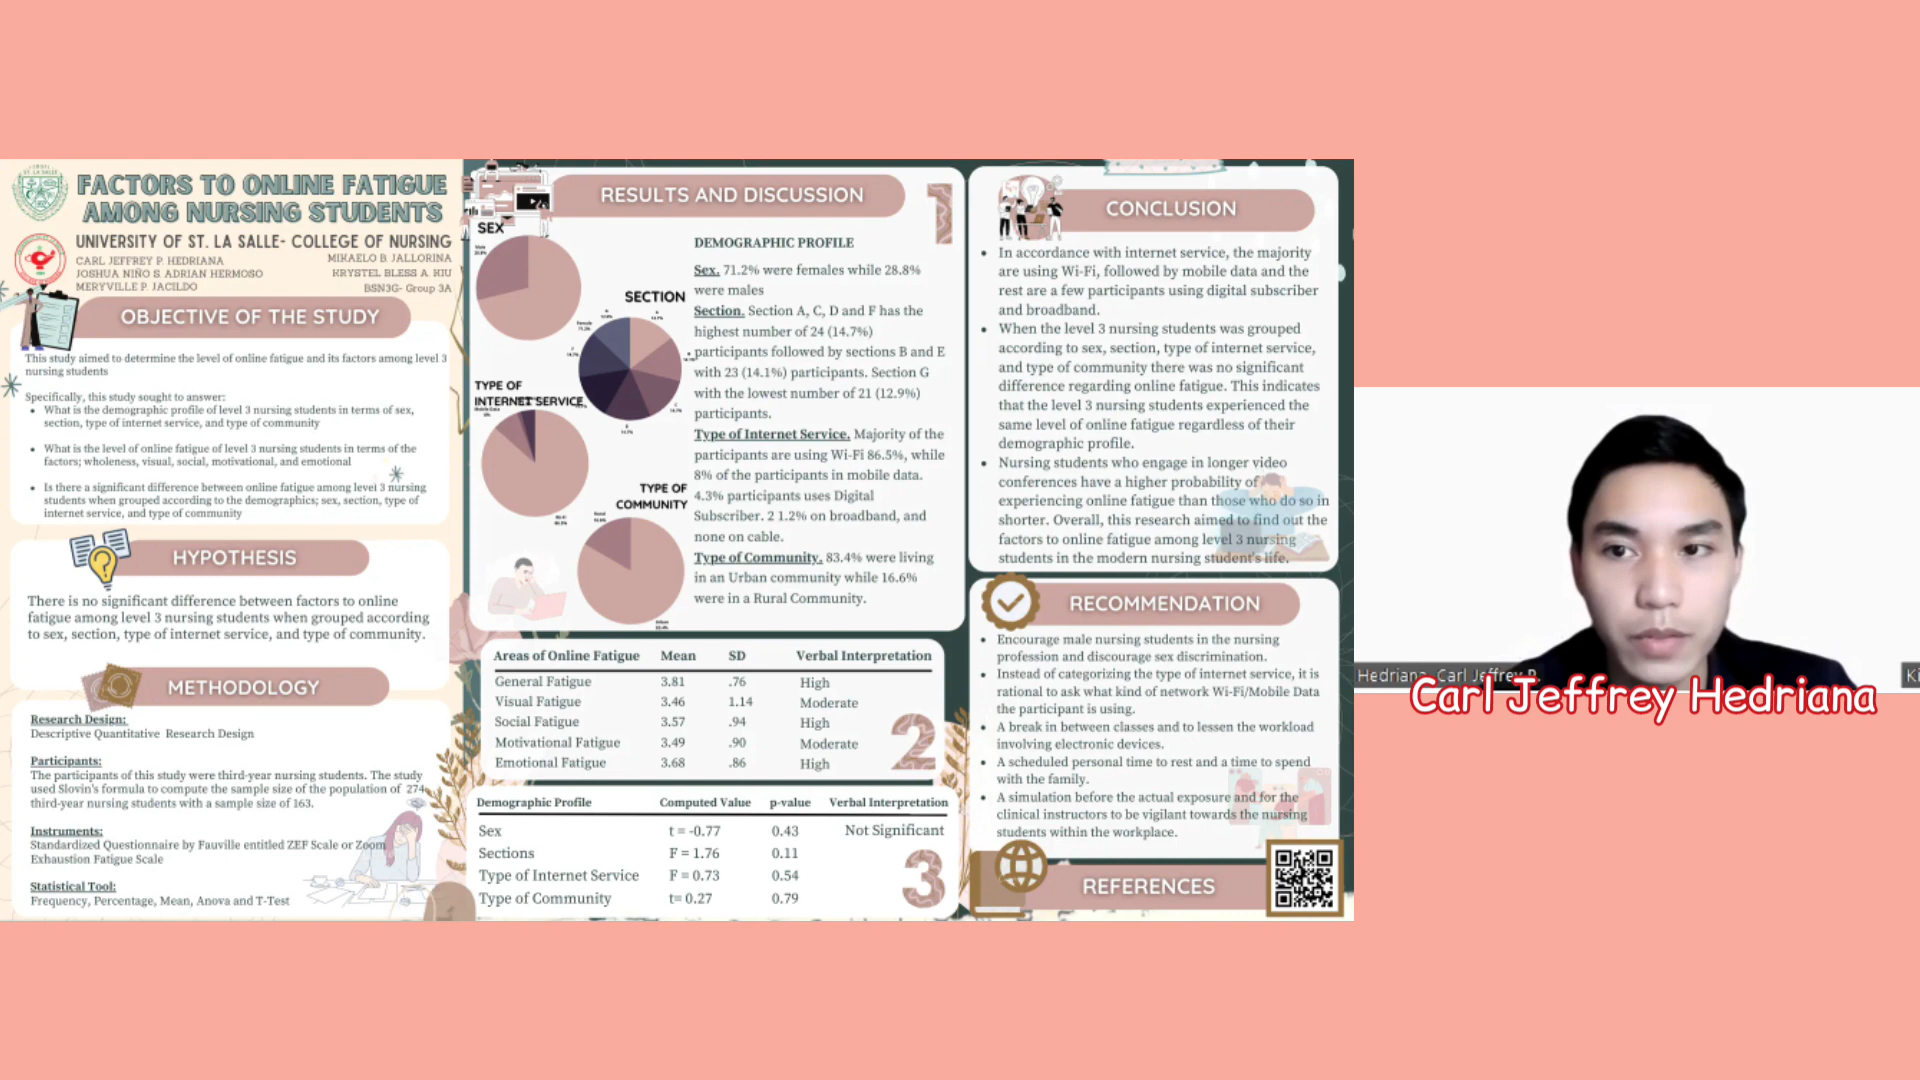 FACTORS TO ONLINE FATIGUE
AMONG NURSING STUDENTS
UNIVERSITY OF ST. LA SALLE- COLLEGE OF NURSING
CARL JEFFREY P. HEDRIANA
JOSHUA NIÑO S. ADRIAN HERMOSO
MERYVILLE P. JACILDO
MIKAELO B. JALLORINA
KRYSTEL BLESS A. KIU
BSN3G- Group 3A
OBJECTIVE OF THE STUDY
This study aimed to determine the level of online fatigue and its factors among level 3
nursing students
Specifically, this study sought to answer:
• What is the demographic profile of level 3 nursing students in terms of sex,
section, type of internet service, and type of community
• What is the level of online fatigue of level 3 nursing students in terms of the
factors; wholeness, visual, social, motivational, and emotional
• Is there a significant difference between online fatigue among level 3 nursing
students when grouped according to the demographics; sex, section, type of
internet service, and type of community
HYPOTHESIS
There is no significant difference between factors to online
fatigue among level 3 nursing students when grouped according
to sex, section, type of internet service, and type of community.
METHODOLOGY
Research Design:
Descriptive Quantitative Research Design
Participants:
The participants of this study were third-year nursing students. The study
used Slovin's formula to compute the sample size of the population of 274
third-year nursing students with a sample size of 163.
Instruments:
Standardized Questionnaire by Fauville entitled ZEF Scale or Zoom
Exhaustion Fatigue Scale
Statistical Tool:
Frequency, Percentage, Mean, Anova and T-Test
RESULTS AND DISCUSSION
1
SEX
SECTION
TYPE OF
INTERNET SERVICE
TYPE OF
COMMUNITY
DEMOGRAPHIC PROFILE
Sex. 71.2% were females while 28.8%
were males
Section. Section A, C, D and F has the
highest number of 24 (14.7%)
participants followed by sections B and E
with 23 (14.1%) participants. Section G
with the lowest number of 21 (12.9%)
participants.
Type of Internet Service. Majority of the
participants are using Wi-Fi 86.5%, while
8% of the participants in mobile data.
4.3% participants uses Digital
Subscriber. 2 1.2% on broadband, and
none on cable.
Type of Community. 83.4% were living
in an Urban community while 16.6%
were in a Rural Community.
Areas of Online Fatigue Mean SD Verbal Interpretation
General Fatigue 3.81 .76 High
Visual Fatigue 3.46 1.14 Moderate
Social Fatigue 3.57 .94 High
Motivational Fatigue 3.49 .90 Moderate
Emotional Fatigue 3.68 .86 High
2
Demographic Profile Computed Value p-value Verbal Interpretation
Sex t = -0.77 0.43 Not Significant
Sections F = 1.76 0.11
Type of Internet Service F = 0.73 0.54
Type of Community t= 0.27 0.79
3
CONCLUSION
• In accordance with internet service, the majority
are using Wi-Fi, followed by mobile data and the
rest are a few participants using digital subscriber
and broadband.
• When the level 3 nursing students was grouped
according to sex, section, type of internet service,
and type of community there was no significant
difference regarding online fatigue. This indicates
that the level 3 nursing students experienced the
same level of online fatigue regardless of their
demographic profile.
• Nursing students who engage in longer video
conferences have a higher probability of
experiencing online fatigue than those who do so in
shorter. Overall, this research aimed to find out the
factors to online fatigue among level 3 nursing
students in the modern nursing student's life.
RECOMMENDATION
• Encourage male nursing students in the nursing
profession and discourage sex discrimination.
• Instead of categorizing the type of internet service, it is
rational to ask what kind of network Wi-Fi/Mobile Data
the participant is using.
• A break in between classes and to lessen the workload
involving electronic devices.
• A scheduled personal time to rest and a time to spend
with the family.
• A simulation before the actual exposure and for the
clinical instructors to be vigilant towards the nursing
students within the workplace.
REFERENCES
Hedriana, Carl Jeffrey P.
Ki
Carl Jeffrey Hedriana